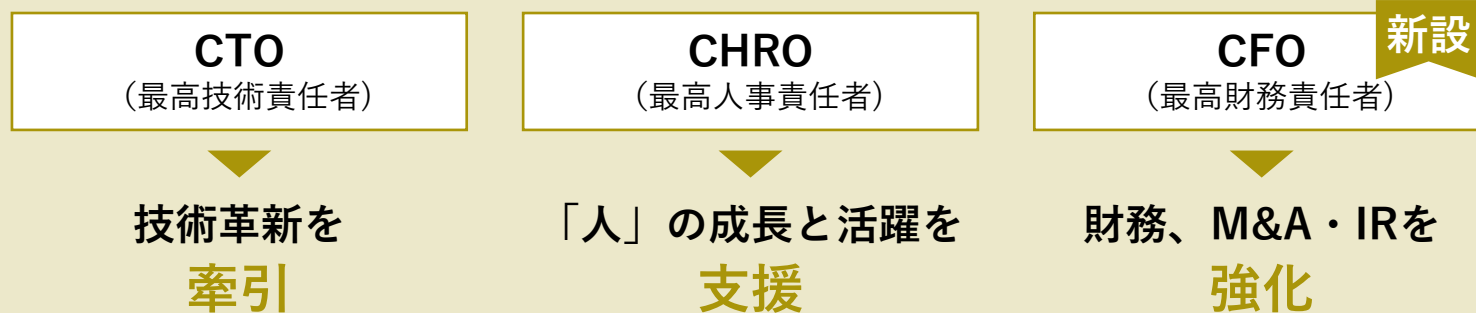 CTO
（最高技術責任者）
技術革新を
牽引
CHRO
（最高人事責任者）
「人」の成長と活躍を
支援
新設
CFO
（最高財務責任者）
財務、M&A・IRを
強化